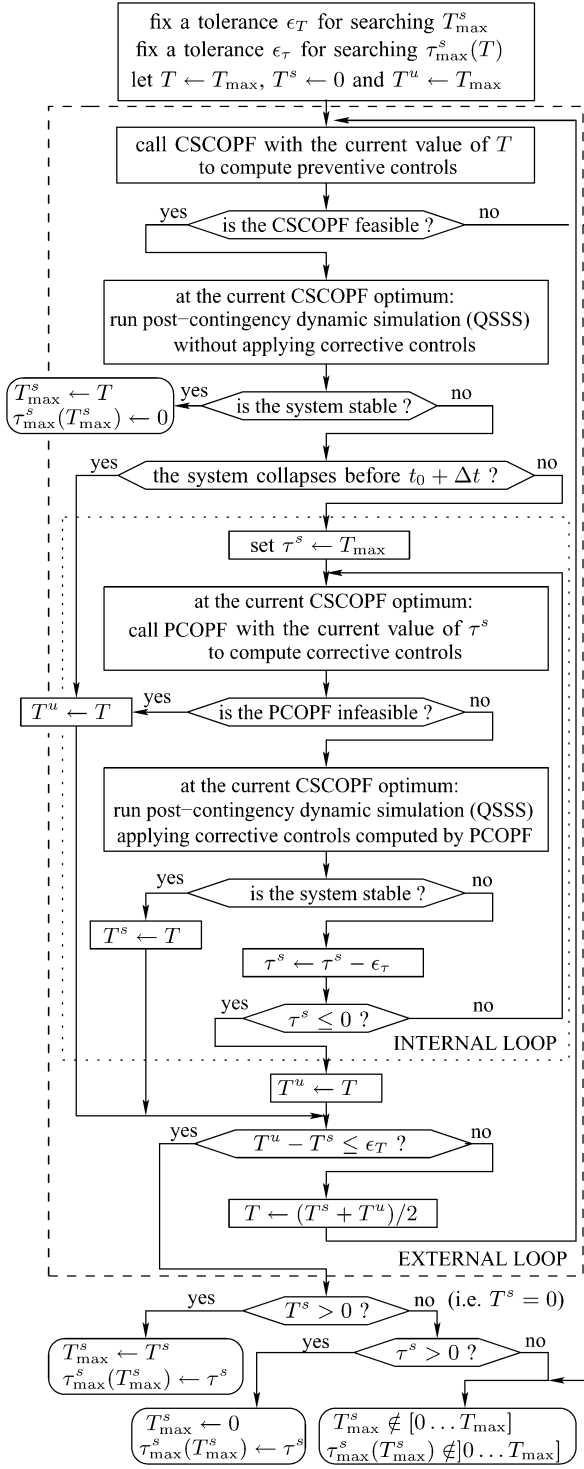 fix a tolerance ϵ_T for searching T^s_max
fix a tolerance ϵ_τ for searching τ^s_max(T)
let T ← T_max, T^s ← 0 and T^u ← T_max
call CSCOPF with the current value of T
to compute preventive controls
yes
is the CSCOPF feasible ?
no
at the current CSCOPF optimum:
run post−contingency dynamic simulation (QSSS)
without applying corrective controls
T^s_max ← T
τ^s_max(T^s_max) ← 0
yes
is the system stable ?
no
yes
the system collapses before t_0 + Δt ?
no
set τ^s ← T_max
at the current CSCOPF optimum:
call PCOPF with the current value of τ^s
to compute corrective controls
T^u ← T
yes
is the PCOPF infeasible ?
no
at the current CSCOPF optimum:
run post−contingency dynamic simulation (QSSS)
applying corrective controls computed by PCOPF
yes
is the system stable ?
no
T^s ← T
τ^s ← τ^s − ϵ_τ
yes
τ^s ≤ 0 ?
no
INTERNAL LOOP
T^u ← T
yes
T^u − T^s ≤ ϵ_T ?
no
T ← (T^s + T^u)/2
EXTERNAL LOOP
yes
T^s > 0 ?
no
(i.e. T^s = 0)
T^s_max ← T^s
τ^s_max(T^s_max) ← τ^s
yes
τ^s > 0 ?
no
T^s_max ← 0
τ^s_max(T^s_max) ← τ^s
T^s_max ∉ [0 … T_max]
τ^s_max(T^s_max) ∉]0 … T_max]